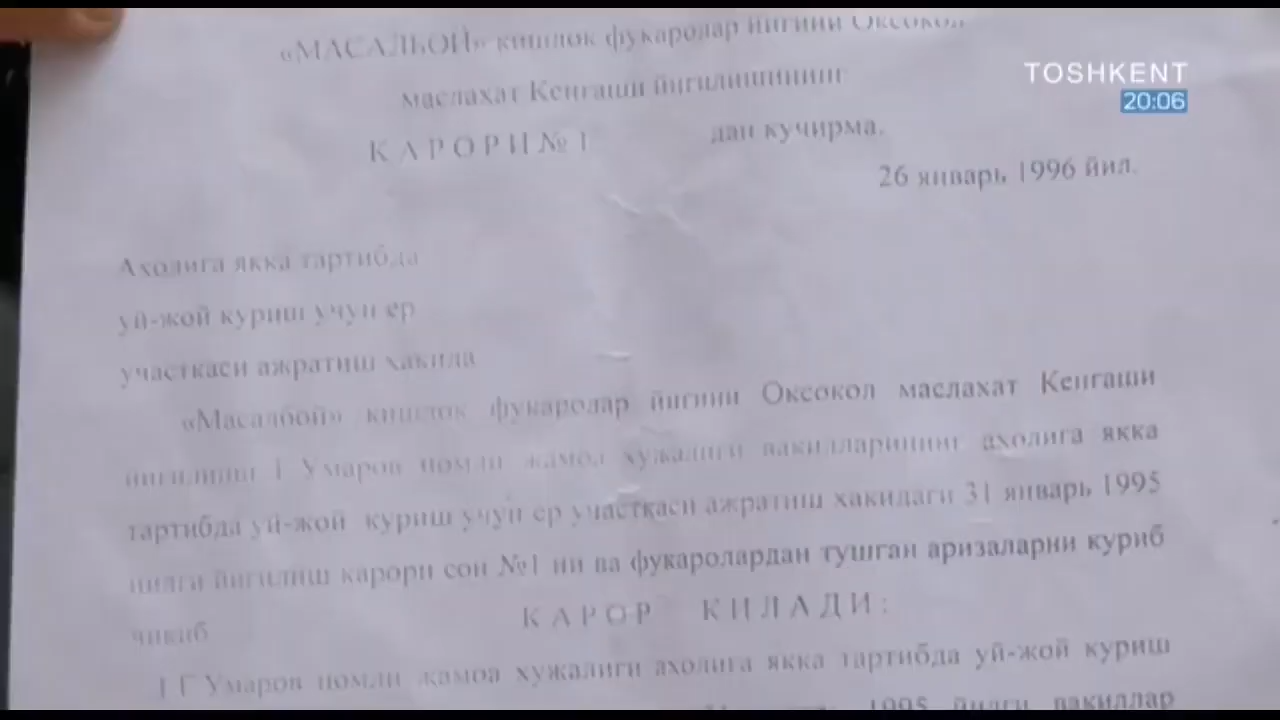 «МАСАЛБОЙ» кишлок фукаролар йигини Оксокол
маслахат Кенгаши йигилишининг
TOSHKENT
20:06
КАРОРИ № 1 дан кучирма.
26 январь 1996 йил.
Ахолига якка тартибда
уй-жой куриш учун ер
участкаси ажратиш хакида
«Масалбой» кишлок фукаролар йигини Оксокол маслахат Кенгаши
йигилиши Умаров номли жамоа хужалиги вакилларининг ахолига якка
тартибда уй-жой куриш учун ер участкаси ажратиш хакидаги 31 январь 1995
йилги йигилиш карори сон №1 ни ва фукаролардан тушган аризаларни куриб
чикиб
КАРОР КИЛАДИ:
1 Г Умаров номли жамоа хужалиги ахолига якка тартибда уй-жой куриш
1995 йилги вакиллар